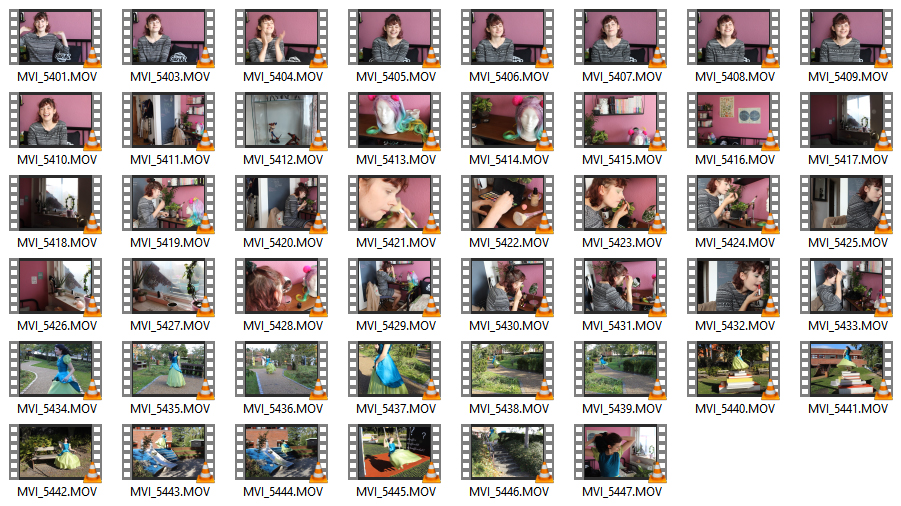 MVI_5401.MOV MVI_5403.MOV MVI_5404.MOV MVI_5405.MOV MVI_5406.MOV MVI_5407.MOV MVI_5408.MOV MVI_5409.MOV
MVI_5410.MOV MVI_5411.MOV MVI_5412.MOV MVI_5413.MOV MVI_5414.MOV MVI_5415.MOV MVI_5416.MOV MVI_5417.MOV
MVI_5418.MOV MVI_5419.MOV MVI_5420.MOV MVI_5421.MOV MVI_5422.MOV MVI_5423.MOV MVI_5424.MOV MVI_5425.MOV
MVI_5426.MOV MVI_5427.MOV MVI_5428.MOV MVI_5429.MOV MVI_5430.MOV MVI_5431.MOV MVI_5432.MOV MVI_5433.MOV
MVI_5434.MOV MVI_5435.MOV MVI_5436.MOV MVI_5437.MOV MVI_5438.MOV MVI_5439.MOV MVI_5440.MOV MVI_5441.MOV
MVI_5442.MOV MVI_5443.MOV MVI_5444.MOV MVI_5445.MOV MVI_5446.MOV MVI_5447.MOV